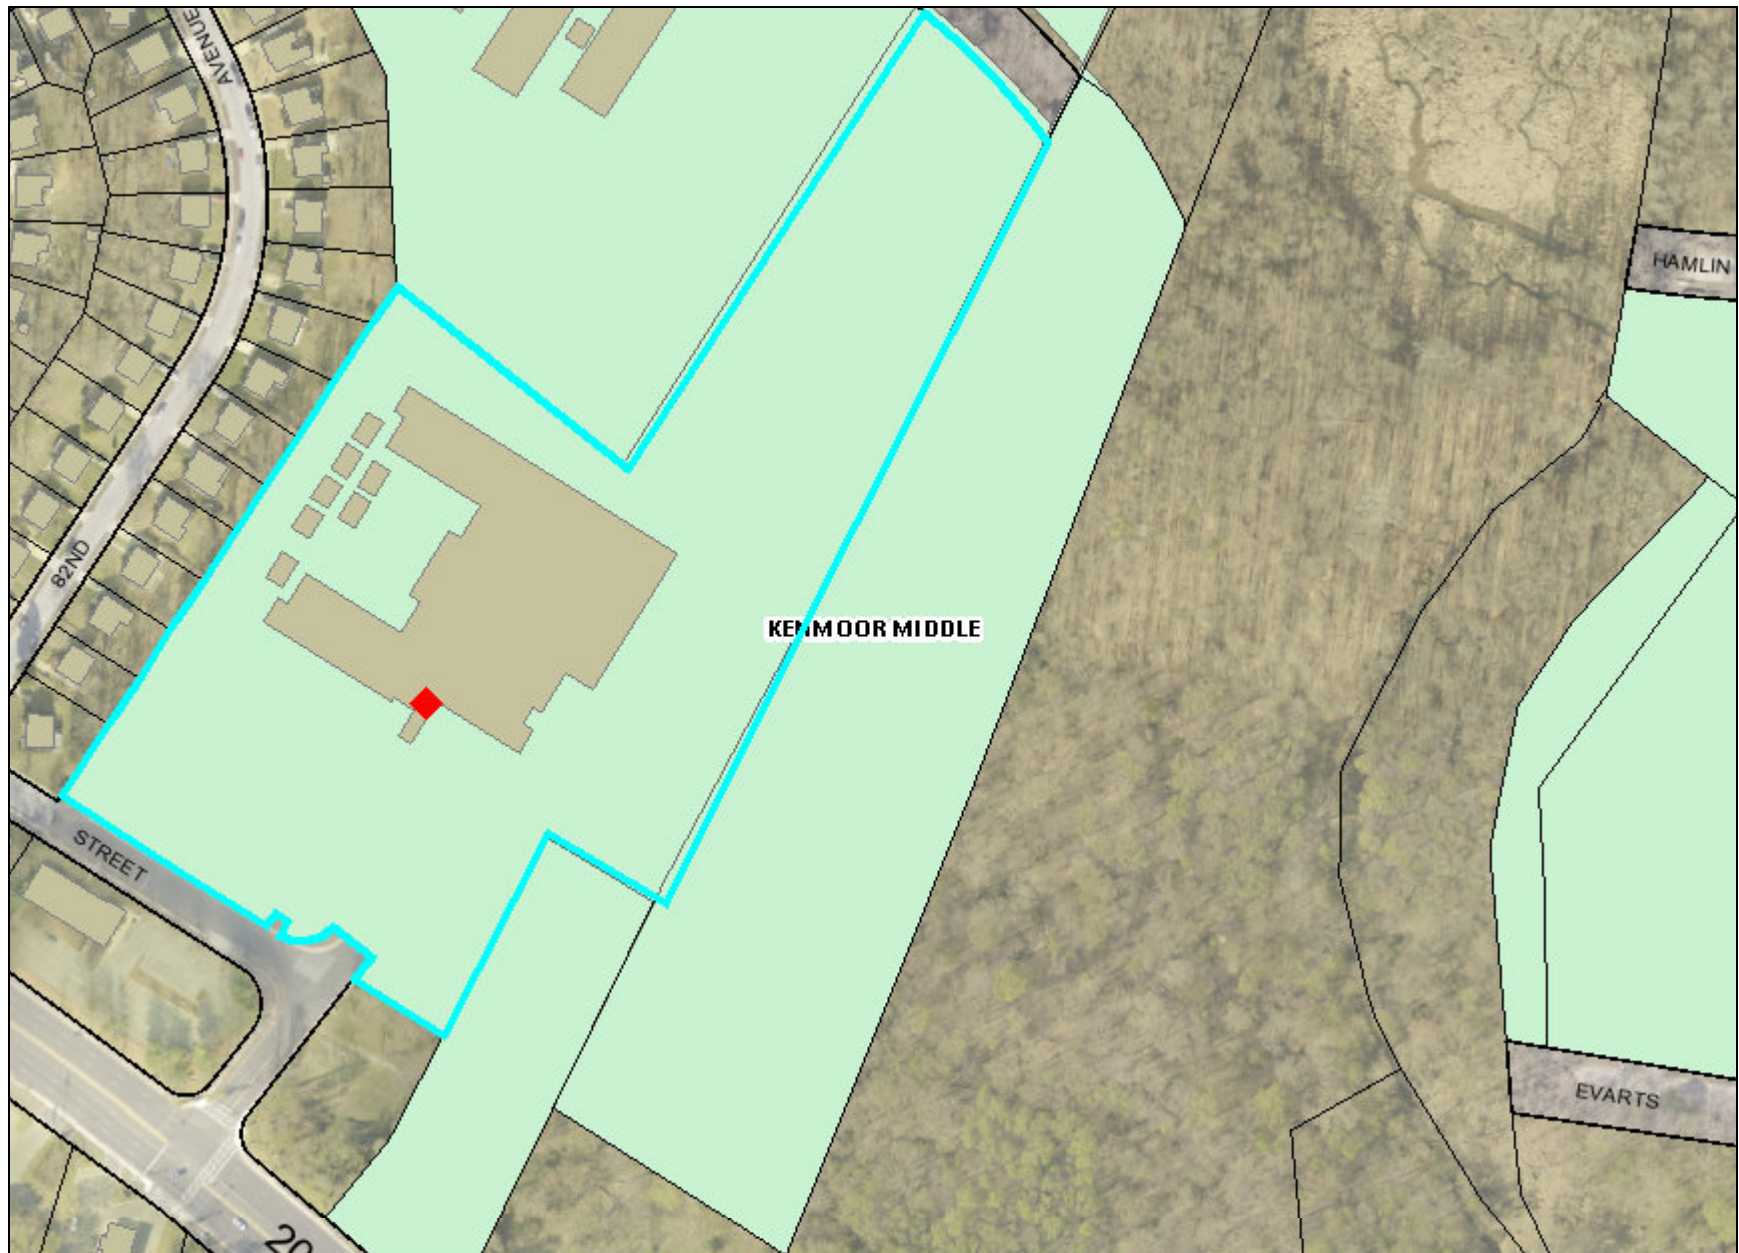 AVENUE
HAMLIN
82ND
KENMOOR MIDDLE
STREET
EVARTS
20